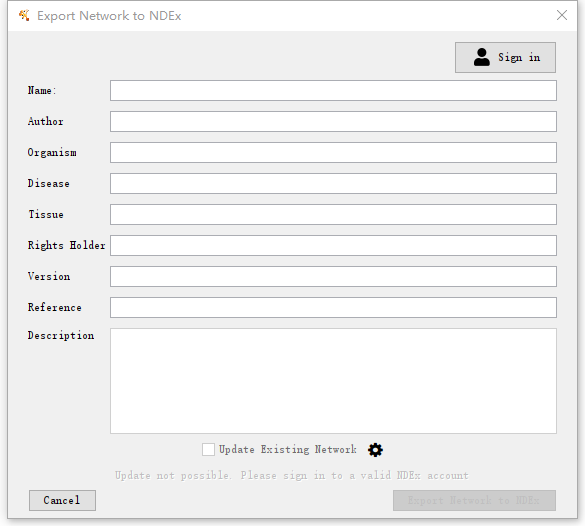 Export Network to NDEx
Sign in
Name:
Author
Organism
Disease
Tissue
Rights Holder
Version
Reference
Description
Update Existing Network
Update not possible. Please sign in to a valid NDEx account
Cancel
Export Network to NDEx